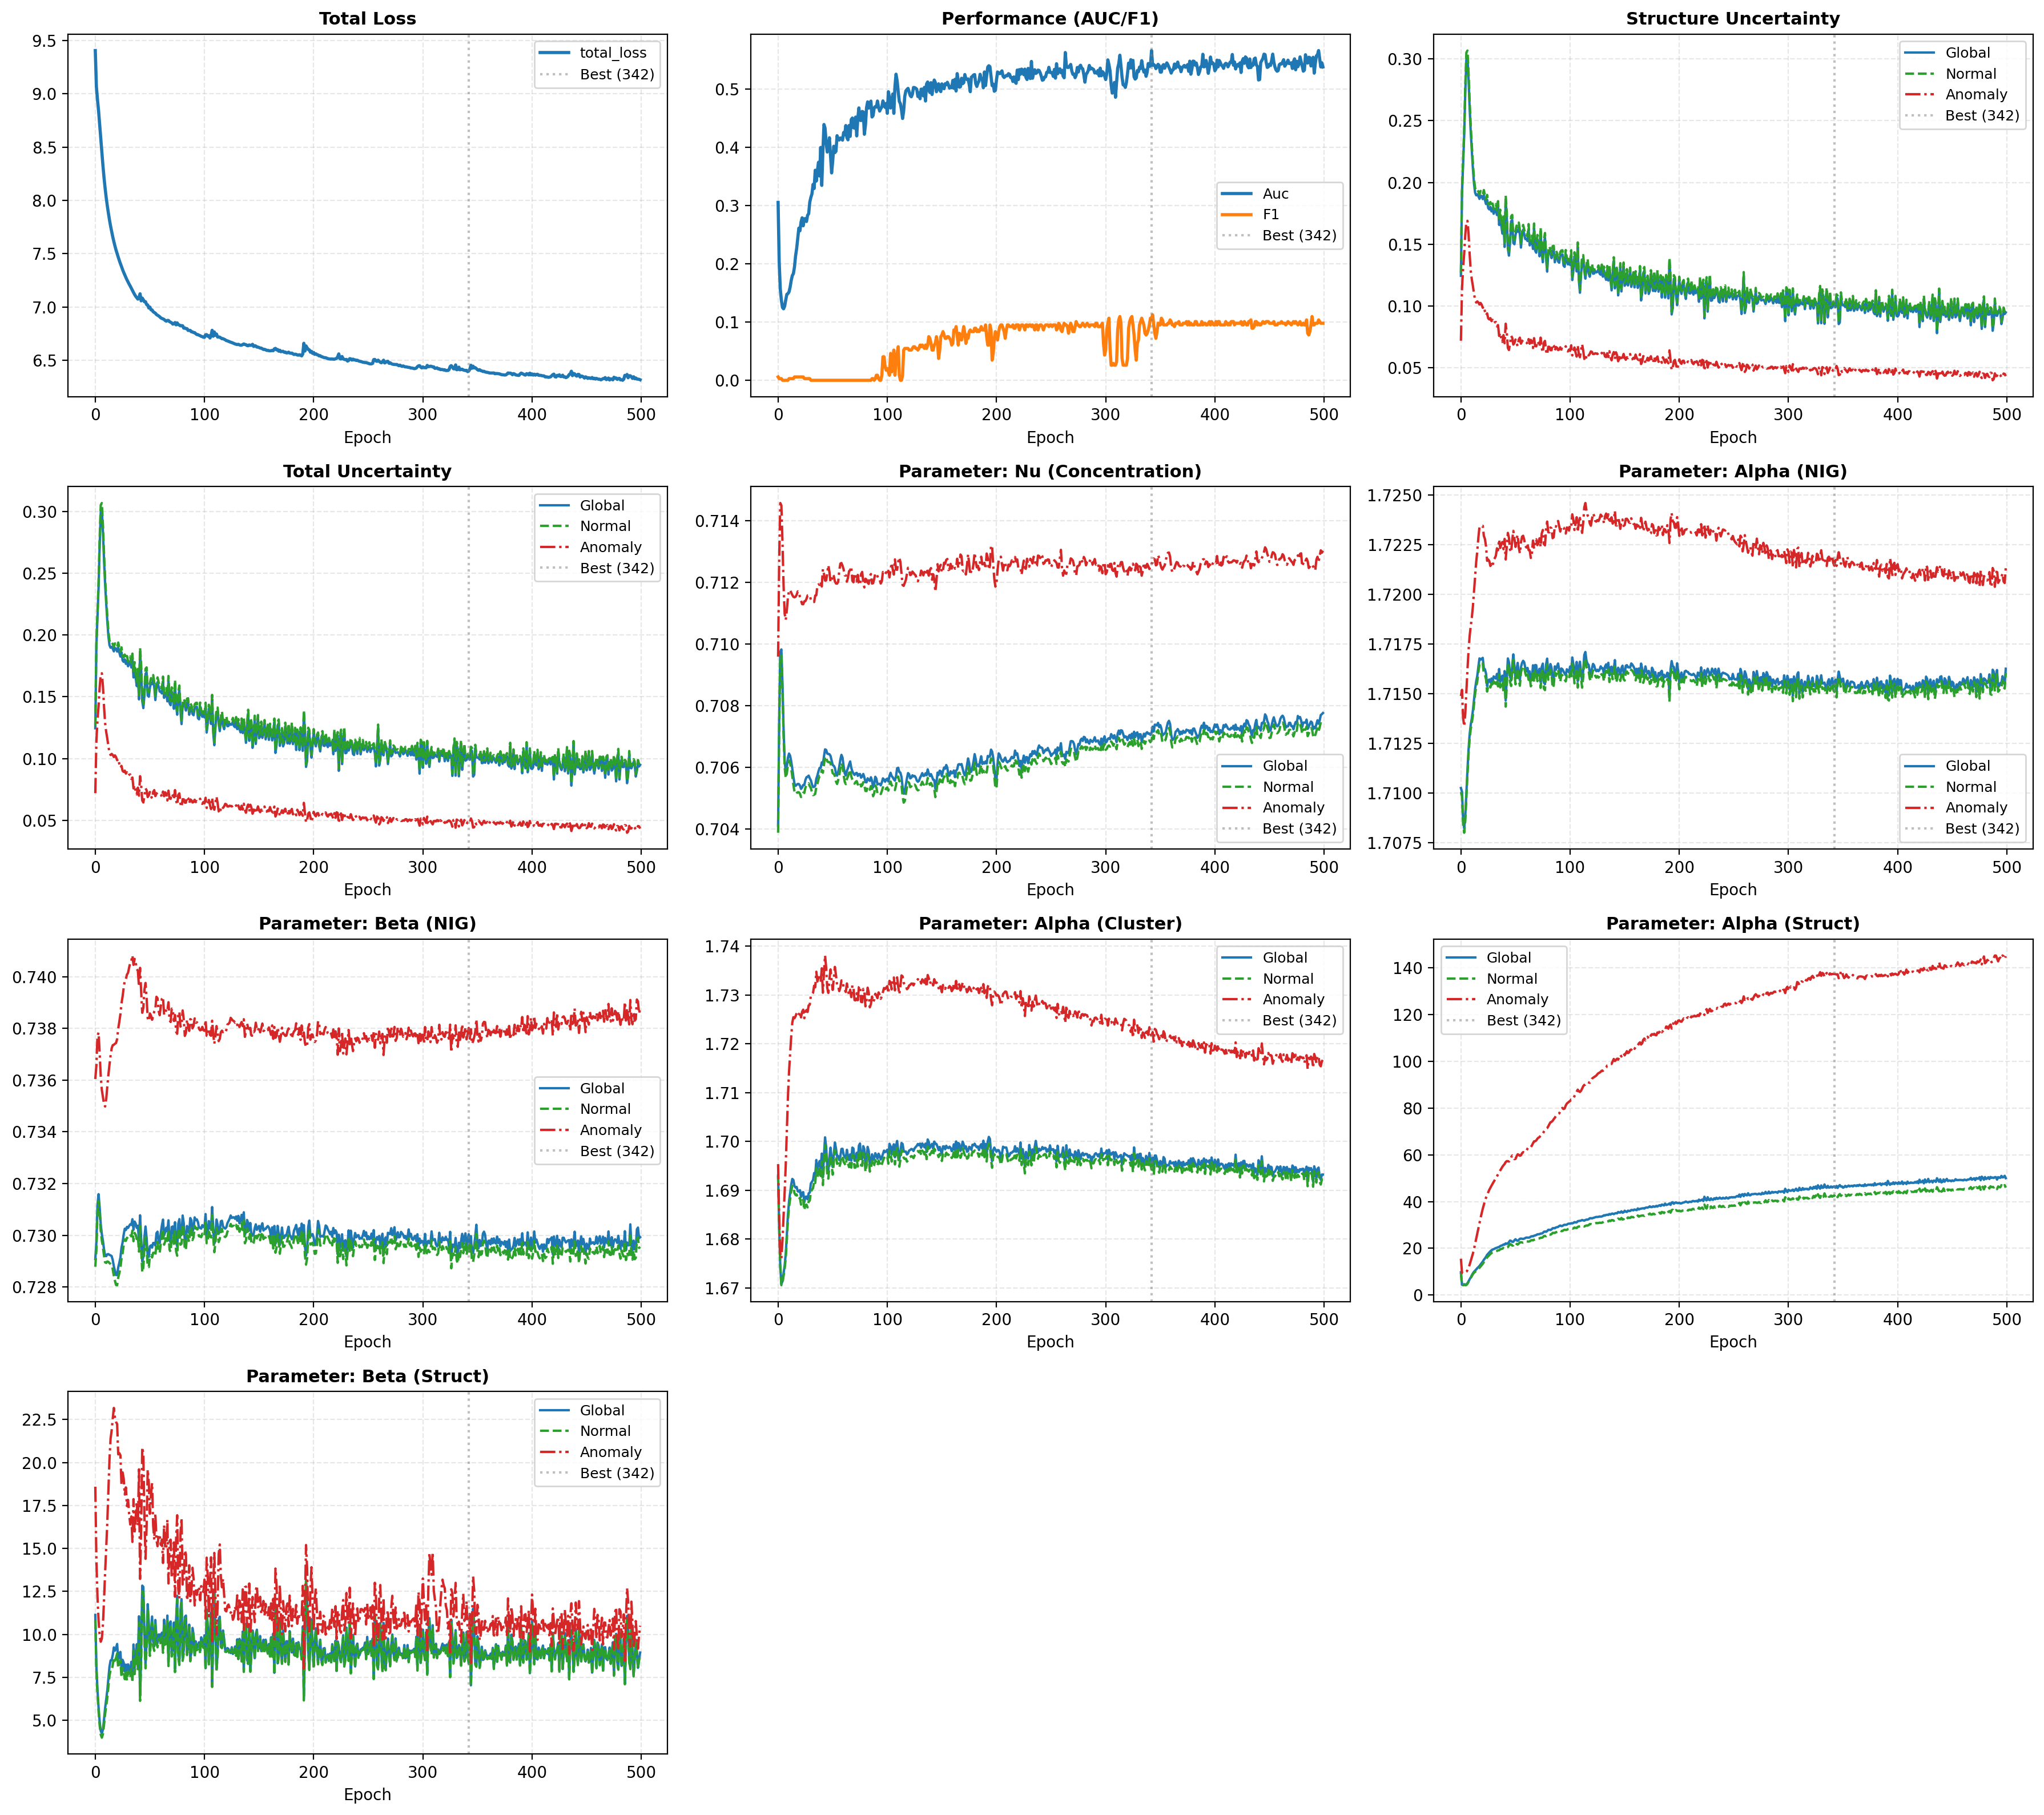 Total Loss
9.5
9.0
8.5
8.0
7.5
7.0
6.5
total_loss
Best (342)
0 100 200 300 400 500
Epoch
Performance (AUC/F1)
0.5
0.4
0.3
0.2
0.1
0.0
Auc
F1
Best (342)
0 100 200 300 400 500
Epoch
Structure Uncertainty
0.30
0.25
0.20
0.15
0.10
0.05
Global
Normal
Anomaly
Best (342)
0 100 200 300 400 500
Epoch
Total Uncertainty
0.30
0.25
0.20
0.15
0.10
0.05
Global
Normal
Anomaly
Best (342)
0 100 200 300 400 500
Epoch
Parameter: Nu (Concentration)
0.714
0.712
0.710
0.708
0.706
0.704
Global
Normal
Anomaly
Best (342)
0 100 200 300 400 500
Epoch
Parameter: Alpha (NIG)
1.7250
1.7225
1.7200
1.7175
1.7150
1.7125
1.7100
1.7075
Global
Normal
Anomaly
Best (342)
0 100 200 300 400 500
Epoch
Parameter: Beta (NIG)
0.740
0.738
0.736
0.734
0.732
0.730
0.728
Global
Normal
Anomaly
Best (342)
0 100 200 300 400 500
Epoch
Parameter: Alpha (Cluster)
1.74
1.73
1.72
1.71
1.70
1.69
1.68
1.67
Global
Normal
Anomaly
Best (342)
0 100 200 300 400 500
Epoch
Parameter: Alpha (Struct)
140
120
100
80
60
40
20
0
Global
Normal
Anomaly
Best (342)
0 100 200 300 400 500
Epoch
Parameter: Beta (Struct)
22.5
20.0
17.5
15.0
12.5
10.0
7.5
5.0
Global
Normal
Anomaly
Best (342)
0 100 200 300 400 500
Epoch